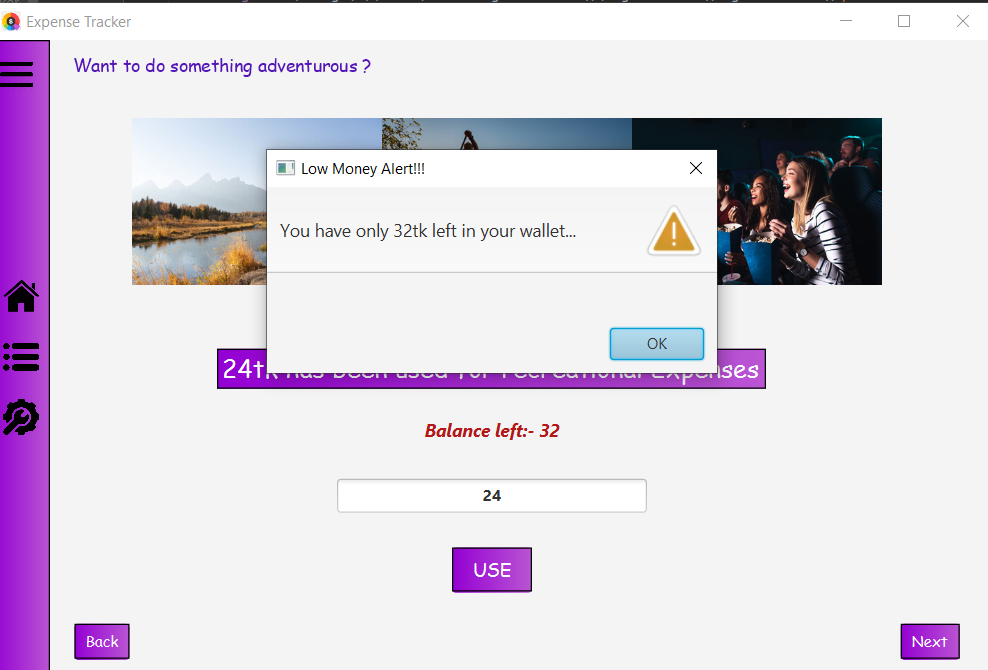 Expense Tracker
Want to do something adventurous ?
Low Money Alert!!!
You have only 32tk left in your wallet...
OK
24tk has been used for recreational Expenses
Balance left:- 32
24
USE
Back
Next